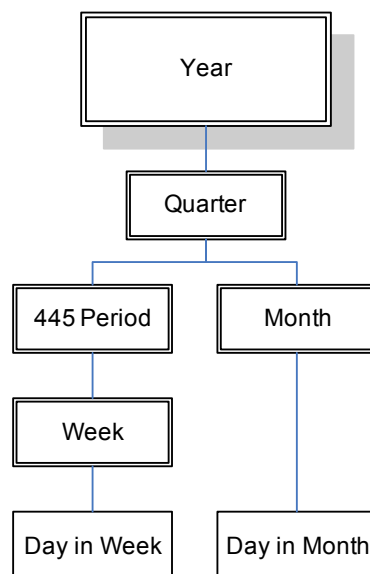 Year
Quarter
445 Period
Month
Week
Day in Week
Day in Month